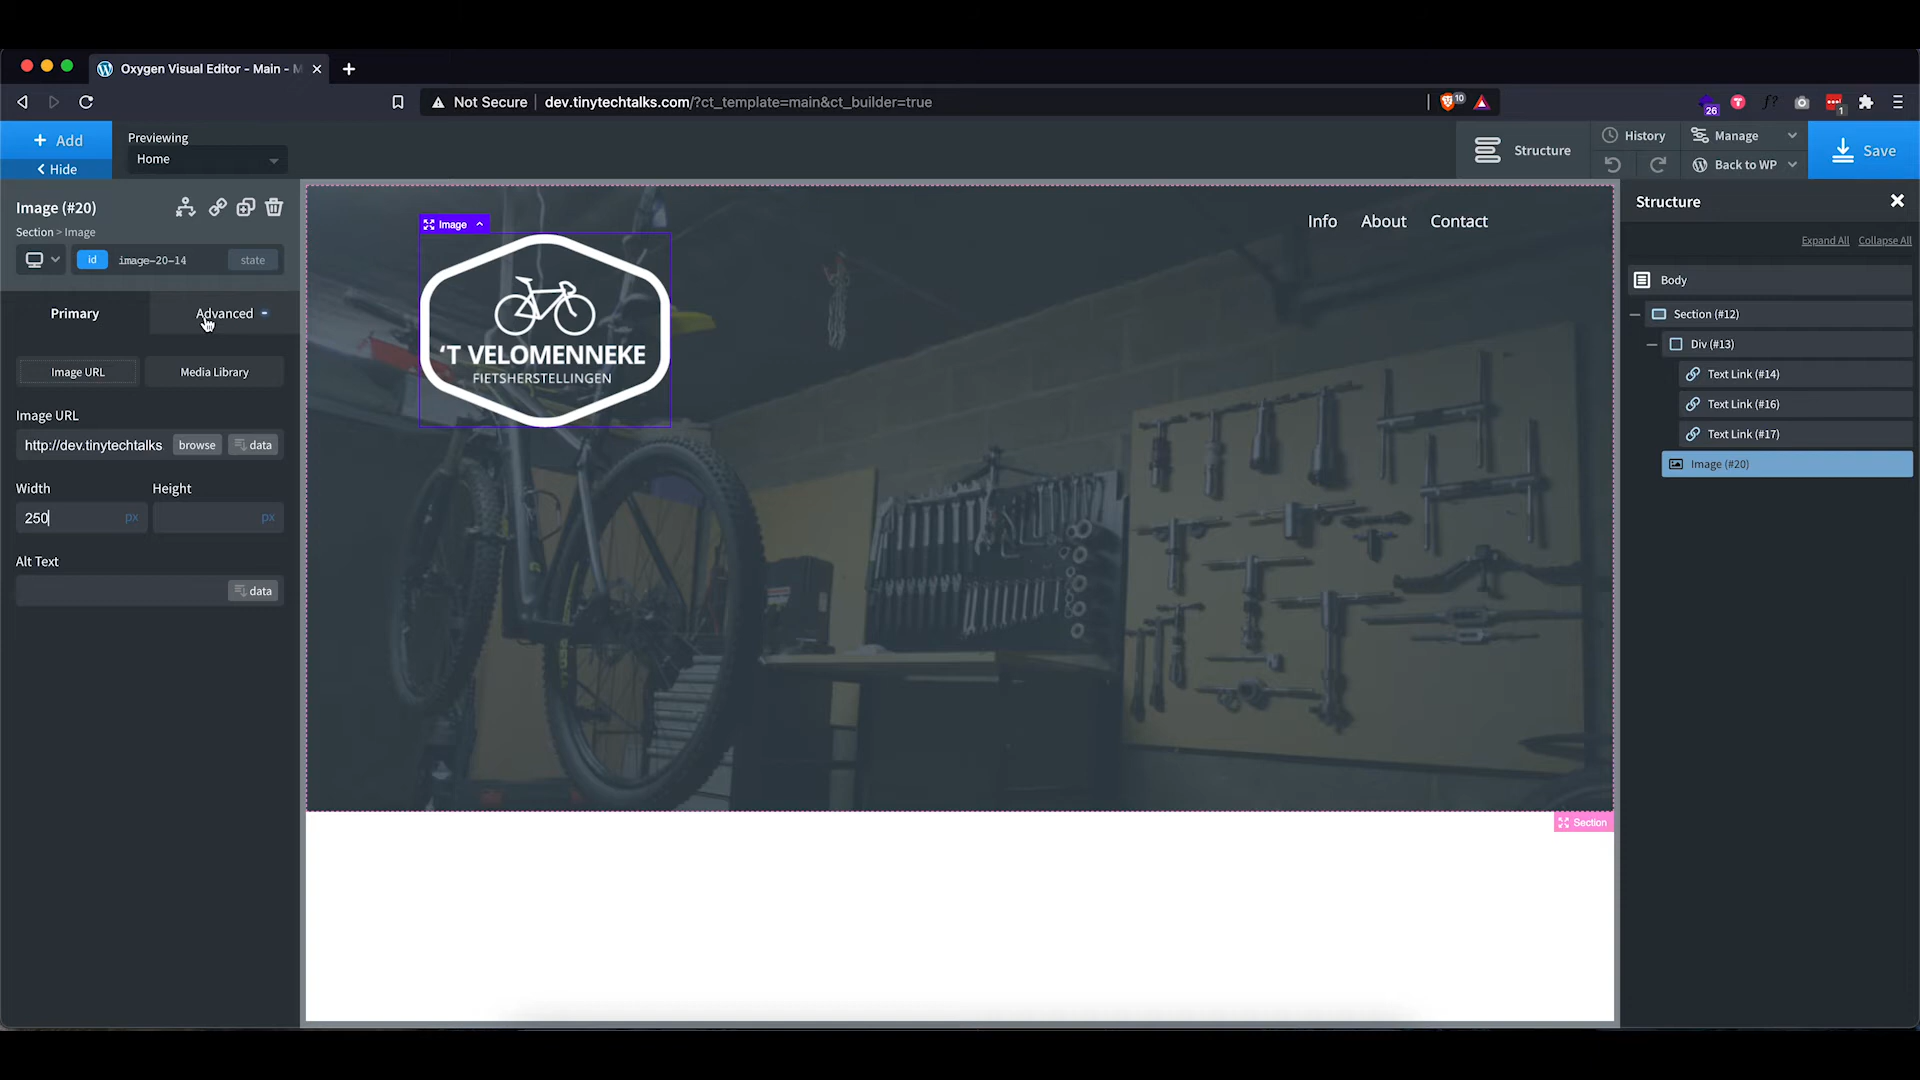 Oxygen Visual Editor - Main - M
Not Secure
dev.tinytechtalks.com/?ct_template=main&ct_builder=true
10
26
f?
1
Add
Hide
Previewing
Home
Structure
History
Manage
Back to WP
Save
Image (#20)
Section > Image
id
image-20-14
state
Primary
Advanced
Image URL
Media Library
Image URL
http://dev.tinytechtalks
browse
data
Width
Height
250
px
px
Alt Text
data
Image
Info
About
Contact
'T VELOMENNEKE
FIETSHERSTELLINGEN
Section
Structure
Expand All
Collapse All
Body
Section (#12)
Div (#13)
Text Link (#14)
Text Link (#16)
Text Link (#17)
Image (#20)